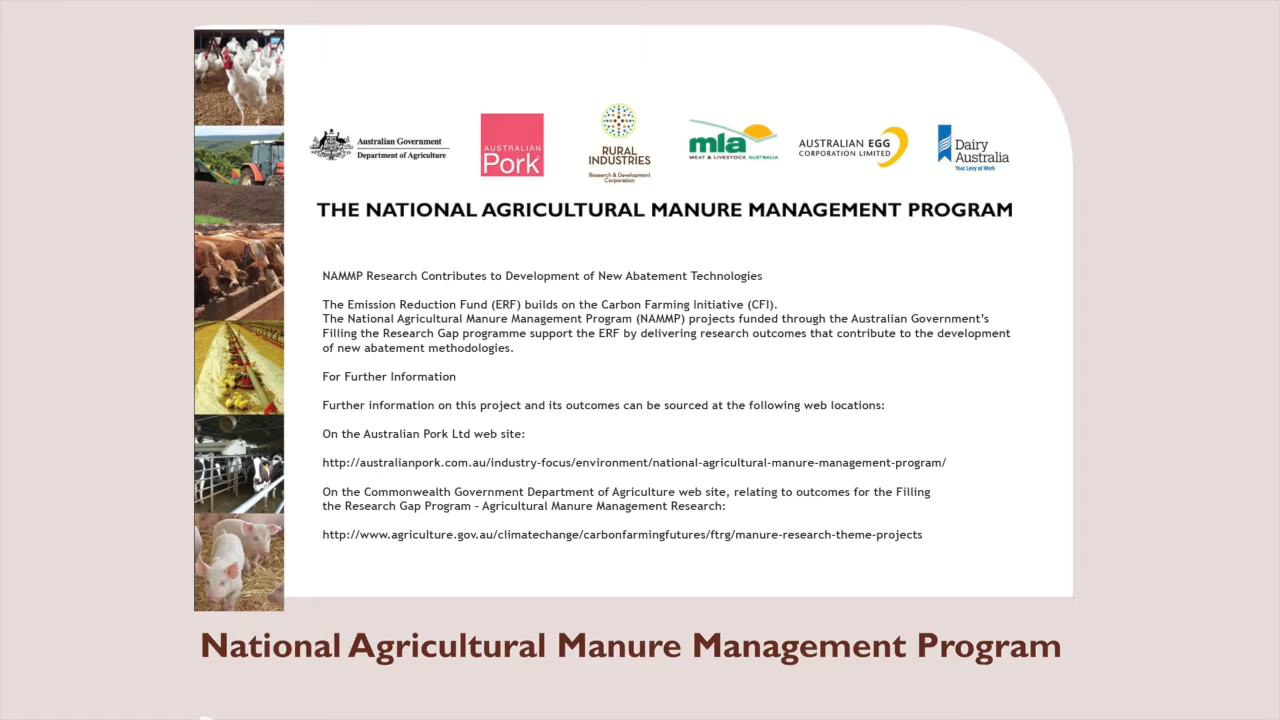 Australian Government
Department of Agriculture
AUSTRALIAN
Pork
RURAL
INDUSTRIES
Research & Development
Corporation
mla
MEAT & LIVESTOCK AUSTRALIA
AUSTRALIAN EGG
CORPORATION LIMITED
Dairy
Australia
Your Levy at Work
THE NATIONAL AGRICULTURAL MANURE MANAGEMENT PROGRAM
NAMMP Research Contributes to Development of New Abatement Technologies
The Emission Reduction Fund (ERF) builds on the Carbon Farming Initiative (CFI).
The National Agricultural Manure Management Program (NAMMP) projects funded through the Australian Government's
Filling the Research Gap programme support the ERF by delivering research outcomes that contribute to the development
of new abatement methodologies.
For Further Information
Further information on this project and its outcomes can be sourced at the following web locations:
On the Australian Pork Ltd web site:
http://australianpork.com.au/industry-focus/environment/national-agricultural-manure-management-program/
On the Commonwealth Government Department of Agriculture web site, relating to outcomes for the Filling
the Research Gap Program - Agricultural Manure Management Research:
http://www.agriculture.gov.au/climatechange/carbonfarmingfutures/ftrg/manure-research-theme-projects
National Agricultural Manure Management Program